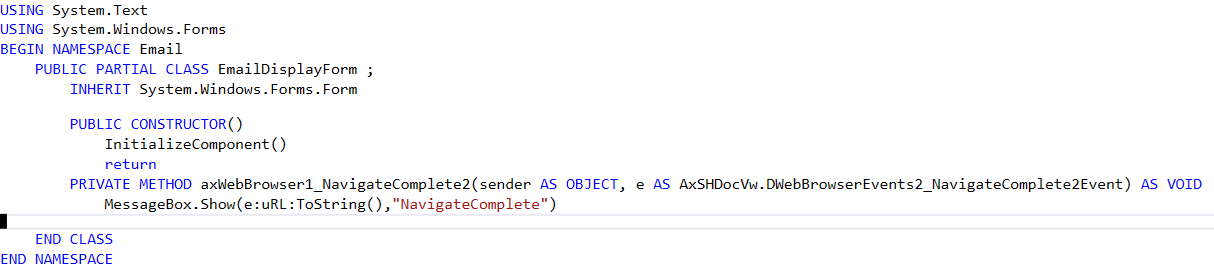 USING System.Text
USING System.Windows.Forms
BEGIN NAMESPACE Email
PUBLIC PARTIAL CLASS EmailDisplayForm ;
INHERIT System.Windows.Forms.Form
PUBLIC CONSTRUCTOR()
InitializeComponent()
return
PRIVATE METHOD axWebBrowser1_NavigateComplete2(sender AS OBJECT, e AS AxSHDocVw.DWebBrowserEvents2_NavigateComplete2Event) AS VOID
MessageBox.Show(e:uRL:ToString(),"NavigateComplete")
END CLASS
END NAMESPACE